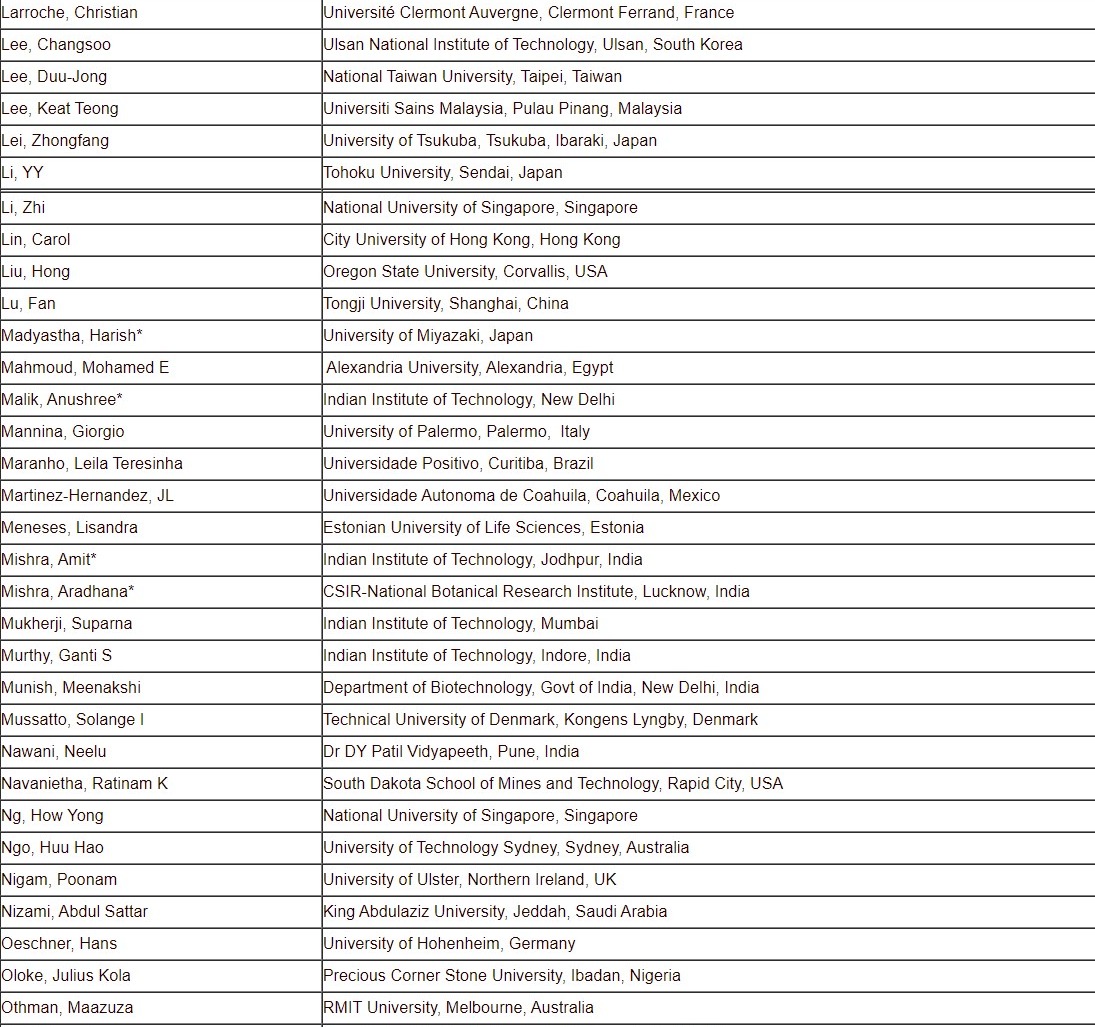 Larroche, Christian Université Clermont Auvergne, Clermont Ferrand, France
Lee, Changsoo Ulsan National Institute of Technology, Ulsan, South Korea
Lee, Duu-Jong National Taiwan University, Taipei, Taiwan
Lee, Keat Teong Universiti Sains Malaysia, Pulau Pinang, Malaysia
Lei, Zhongfang University of Tsukuba, Tsukuba, Ibaraki, Japan
Li, YY Tohoku University, Sendai, Japan
Li, Zhi National University of Singapore, Singapore
Lin, Carol City University of Hong Kong, Hong Kong
Liu, Hong Oregon State University, Corvallis, USA
Lu, Fan Tongji University, Shanghai, China
Madyastha, Harish* University of Miyazaki, Japan
Mahmoud, Mohamed E Alexandria University, Alexandria, Egypt
Malik, Anushree* Indian Institute of Technology, New Delhi
Mannina, Giorgio University of Palermo, Palermo, Italy
Maranho, Leila Teresinha Universidade Positivo, Curitiba, Brazil
Martinez-Hernandez, JL Universidade Autonoma de Coahuila, Coahuila, Mexico
Meneses, Lisandra Estonian University of Life Sciences, Estonia
Mishra, Amit* Indian Institute of Technology, Jodhpur, India
Mishra, Aradhana* CSIR-National Botanical Research Institute, Lucknow, India
Mukherji, Suparna Indian Institute of Technology, Mumbai
Murthy, Ganti S Indian Institute of Technology, Indore, India
Munish, Meenakshi Department of Biotechnology, Govt of India, New Delhi, India
Mussatto, Solange I Technical University of Denmark, Kongens Lyngby, Denmark
Nawani, Neelu Dr DY Patil Vidyapeeth, Pune, India
Navanietha, Ratinam K South Dakota School of Mines and Technology, Rapid City, USA
Ng, How Yong National University of Singapore, Singapore
Ngo, Huu Hao University of Technology Sydney, Sydney, Australia
Nigam, Poonam University of Ulster, Northern Ireland, UK
Nizami, Abdul Sattar King Abdulaziz University, Jeddah, Saudi Arabia
Oeschner, Hans University of Hohenheim, Germany
Oloke, Julius Kola Precious Corner Stone University, Ibadan, Nigeria
Othman, Maazuza RMIT University, Melbourne, Australia